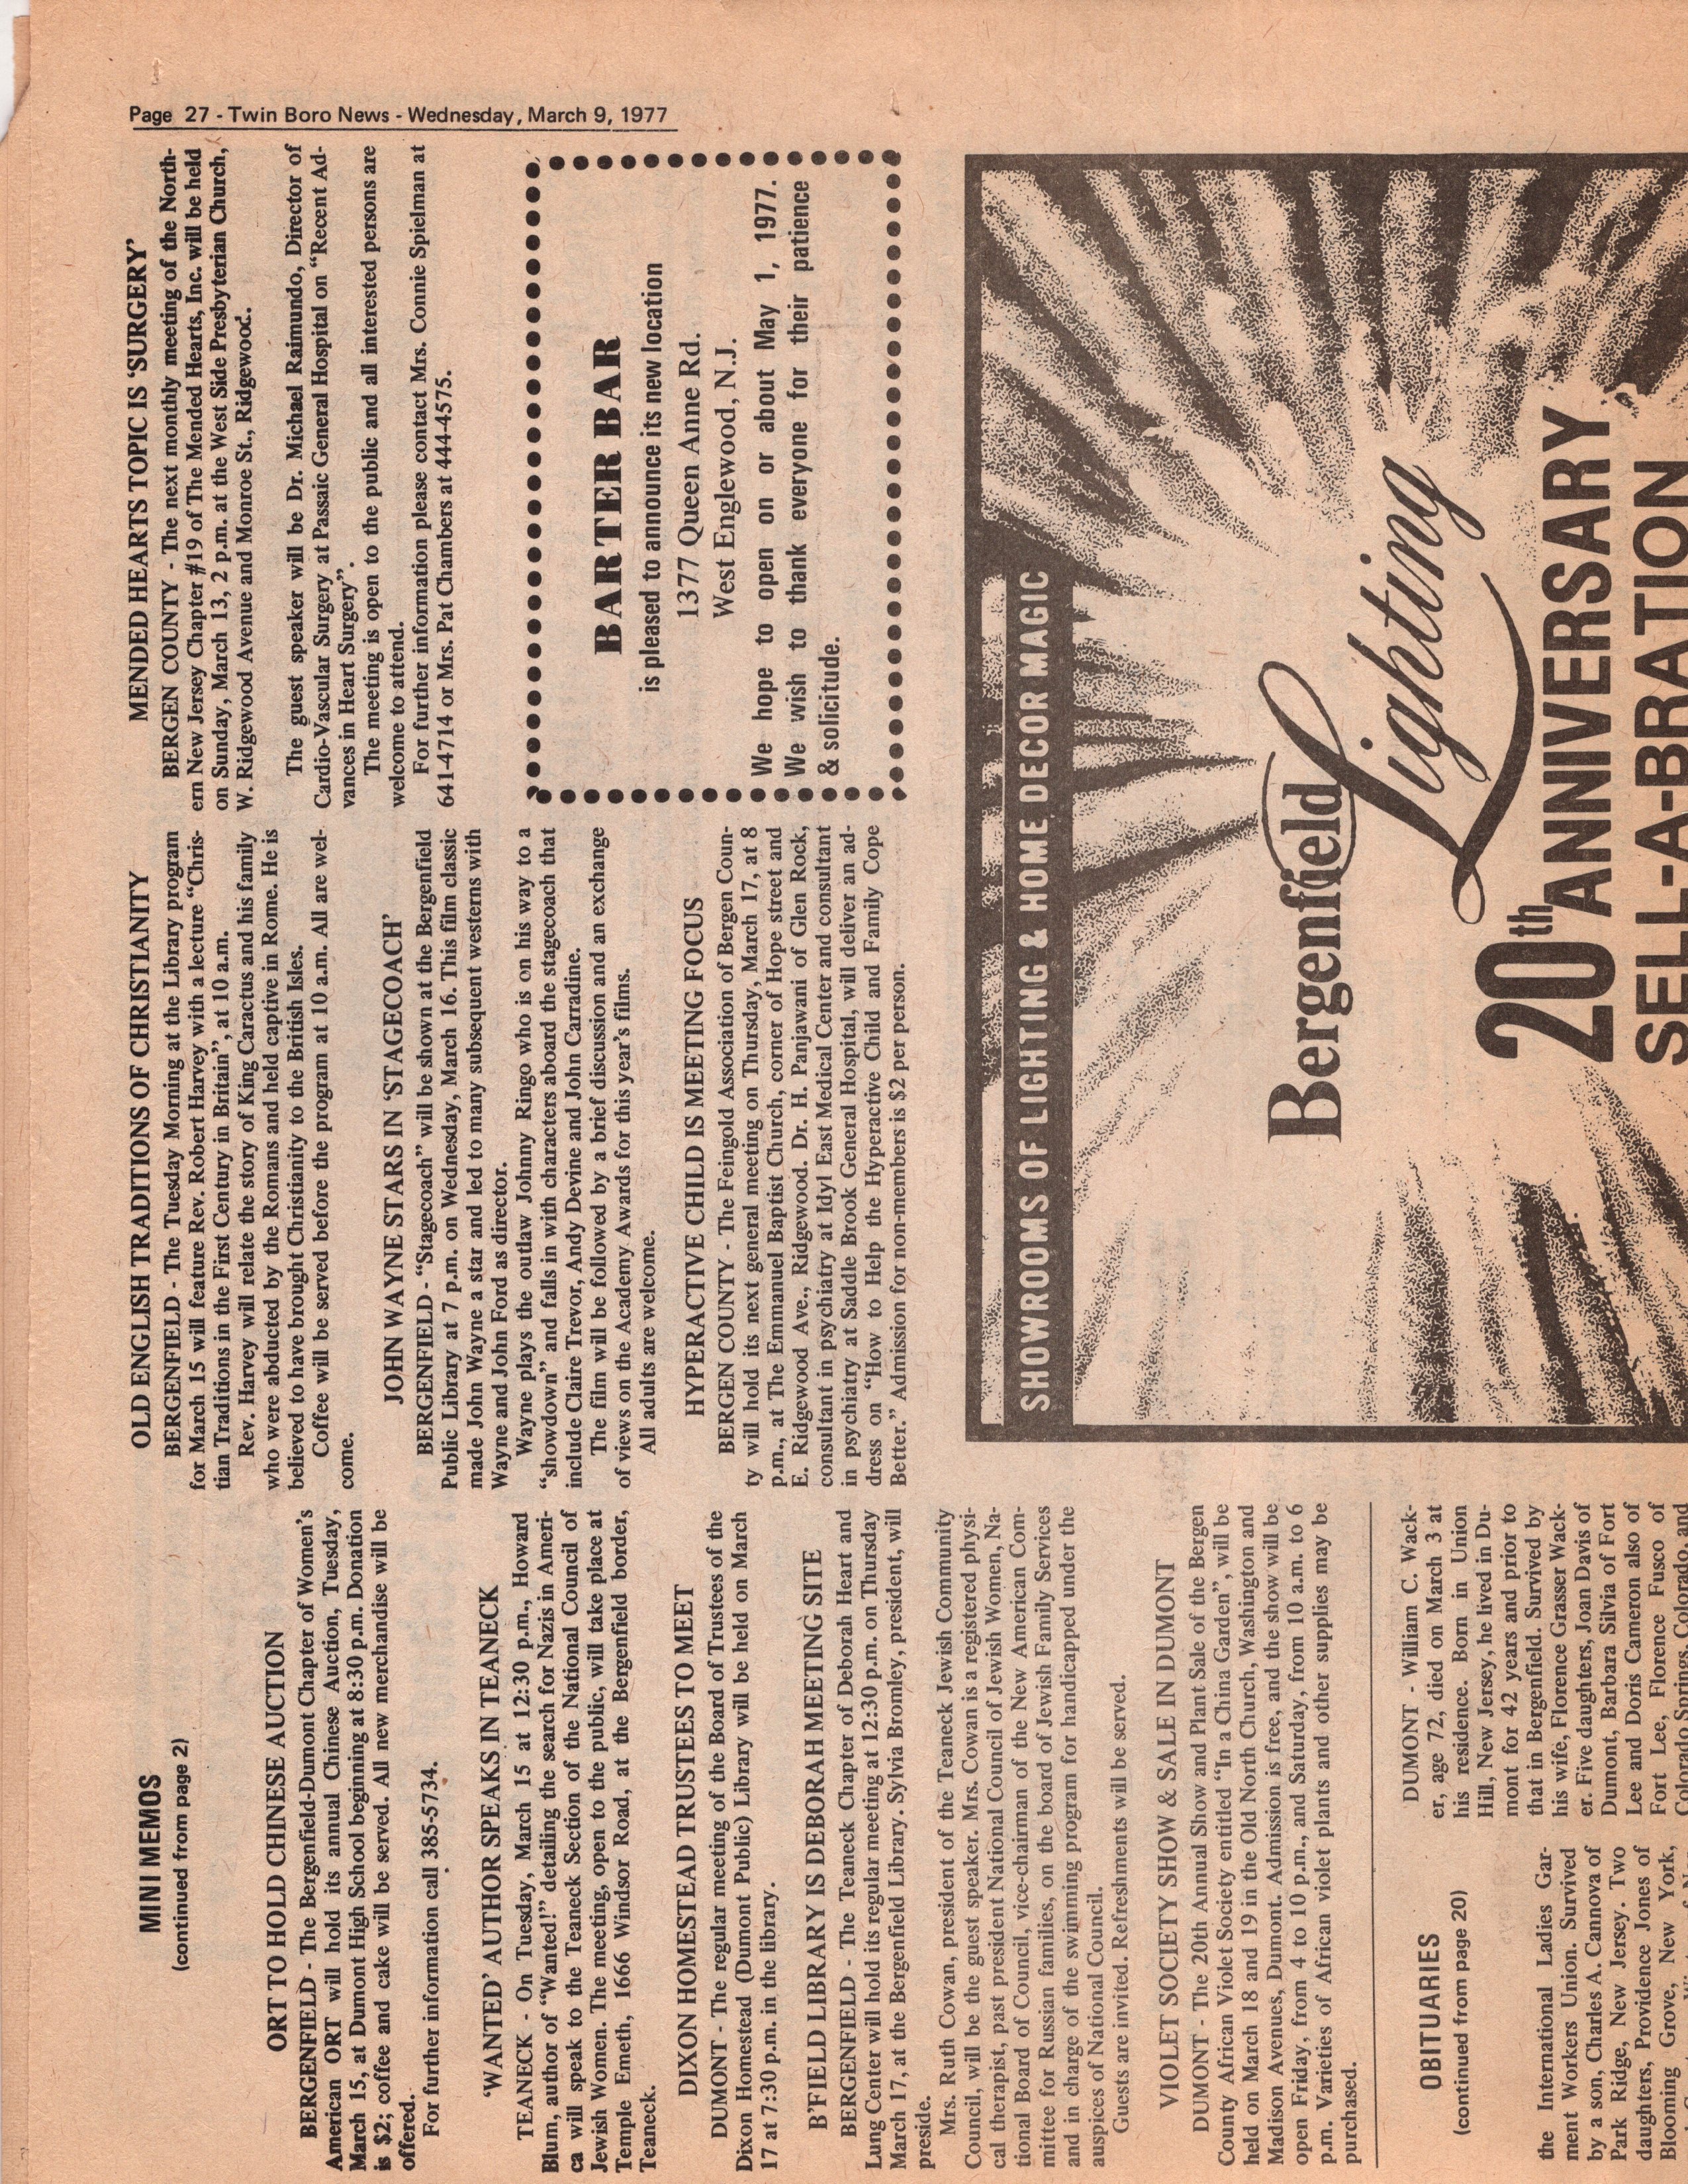 Page 27 - Twin Boro News - Wednesday, March 9, 1977
MINI MEMOS
(continued from page 2)
ORT TO HOLD CHINESE AUCTION
BERGENFIELD - The Bergenfield-Dumont Chapter of Women's
American ORT will hold its annual Chinese Auction, Tuesday,
March 15, at Dumont High School beginning at 8:30 p.m. Donation
is $2; coffee and cake will be served. All new merchandise will be
offered.
For further information call 385-5734.
'WANTED' AUTHOR SPEAKS IN TEANECK
TEANECK - On Tuesday, March 15 at 12:30 p.m., Howard
Blum, author of "Wanted!" detailing the search for Nazis in Ameri-
ca will speak to the Teaneck Section of the National Council of
Jewish Women. The meeting, open to the public, will take place at
Temple Emeth, 1666 Windsor Road, at the Bergenfield border,
Teaneck.
DIXON HOMESTEAD TRUSTEES TO MEET
DUMONT - The regular meeting of the Board of Trustees of the
Dixon Homestead (Dumont Public) Library will be held on March
17 at 7:30 p.m. in the library.
B'FIELD LIBRARY IS DEBORAH MEETING SITE
BERGENFIELD - The Teaneck Chapter of Deborah Heart and
Lung Center will hold its regular meeting at 12:30 p.m. on Thursday
March 17, at the Bergenfield Library. Sylvia Bromley, president, will
preside.
Mrs. Ruth Cowan, president of the Teaneck Jewish Community
Council, will be the guest speaker. Mrs. Cowan is a registered physi-
cal therapist, past president National Council of Jewish Women, Na-
tional Board of Council, vice-chairman of the New American Com-
mittee for Russian families, on the board of Jewish Family Services
and in charge of the swimming program for handicapped under the
auspices of National Council.
Guests are invited. Refreshments will be served.
VIOLET SOCIETY SHOW & SALE IN DUMONT
DUMONT - The 20th Annual Show and Plant Sale of the Bergen
County African Violet Society entitled "In a China Garden", will be
held on March 18 and 19 in the Old North Church, Washington and
Madison Avenues, Dumont. Admission is free, and the show will be
open Friday, from 4 to 10 p.m., and Saturday, from 10 a.m. to 6
p.m. Varieties of African violet plants and other supplies may be
purchased.
OBITUARIES
(continued from page 20)
the International Ladies Gar-
ment Workers Union. Survived
by a son, Charles A. Cannova of
Park Ridge, New Jersey. Two
daughters, Providence Jones of
Blooming Grove, New York,
DUMONT - William C. Wack-
er, age 72, died on March 3 at
his residence. Born in Union
Hill, New Jersey, he lived in Du-
mont for 42 years and prior to
that in Bergenfield. Survived by
his wife, Florence Grasser Wack-
er. Five daughters, Joan Davis of
Dumont, Barbara Silvia of Fort
Lee and Doris Cameron also of
Fort Lee, Florence Fusco of
Colorado Springs, Colorado, and
OLD ENGLISH TRADITIONS OF CHRISTIANITY
BERGENFIELD - The Tuesday Morning at the Library program
for March 15 will feature Rev. Robert Harvey with a lecture "Chris-
tian Traditions in the First Century in Britain", at 10 a.m.
Rev. Harvey will relate the story of King Caractus and his family
who were abducted by the Romans and held captive in Rome. He is
believed to have brought Christianity to the British Isles.
Coffee will be served before the program at 10 a.m. All are wel-
come.
JOHN WAYNE STARS IN 'STAGECOACH'
BERGENFIELD - "Stagecoach" will be shown at the Bergenfield
Public Library at 7 p.m. on Wednesday, March 16. This film classic
made John Wayne a star and led to many subsequent westerns with
Wayne and John Ford as director.
Wayne plays the outlaw Johnny Ringo who is on his way to a
"showdown" and falls in with characters aboard the stagecoach that
include Claire Trevor, Andy Devine and John Carradine.
The film will be followed by a brief discussion and an exchange
of views on the Academy Awards for this year's films.
All adults are welcome.
HYPERACTIVE CHILD IS MEETING FOCUS
BERGEN COUNTY - The Feingold Association of Bergen Coun-
ty will hold its next general meeting on Thursday, March 17, at 8
p.m., at The Emmanuel Baptist Church, corner of Hope street and
E. Ridgewood Ave., Ridgewood. Dr. H. Panjawani of Glen Rock,
consultant in psychiatry at Idyl East Medical Center and consultant
in psychiatry at Saddle Brook General Hospital, will deliver an ad-
dress on "How to Help the Hyperactive Child and Family Cope
Better." Admission for non-members is $2 per person.
MENDED HEARTS TOPIC IS 'SURGERY'
BERGEN COUNTY - The next monthly meeting of the North-
ern New Jersey Chapter #19 of The Mended Hearts, Inc. will be held
on Sunday, March 13, 2 p.m. at the West Side Presbyterian Church,
W. Ridgewood Avenue and Monroe St., Ridgewood.
The guest speaker will be Dr. Michael Raimundo, Director of
Cardio-Vascular Surgery at Passaic General Hospital on "Recent Ad-
vances in Heart Surgery".
The meeting is open to the public and all interested persons are
welcome to attend.
For further information please contact Mrs. Connie Spielman at
641-4714 or Mrs. Pat Chambers at 444-4575.
BARTER BAR
is pleased to announce its new location
1377 Queen Anne Rd.
West Englewood, N.J.
We hope to open on or about May 1, 1977.
We wish to thank everyone for their patience
& solicitude.
SHOWROOMS OF LIGHTING & HOME DECOR MAGIC
Bergenfield
Lighting
20th ANNIVERSARY
SELL-A-BRATION